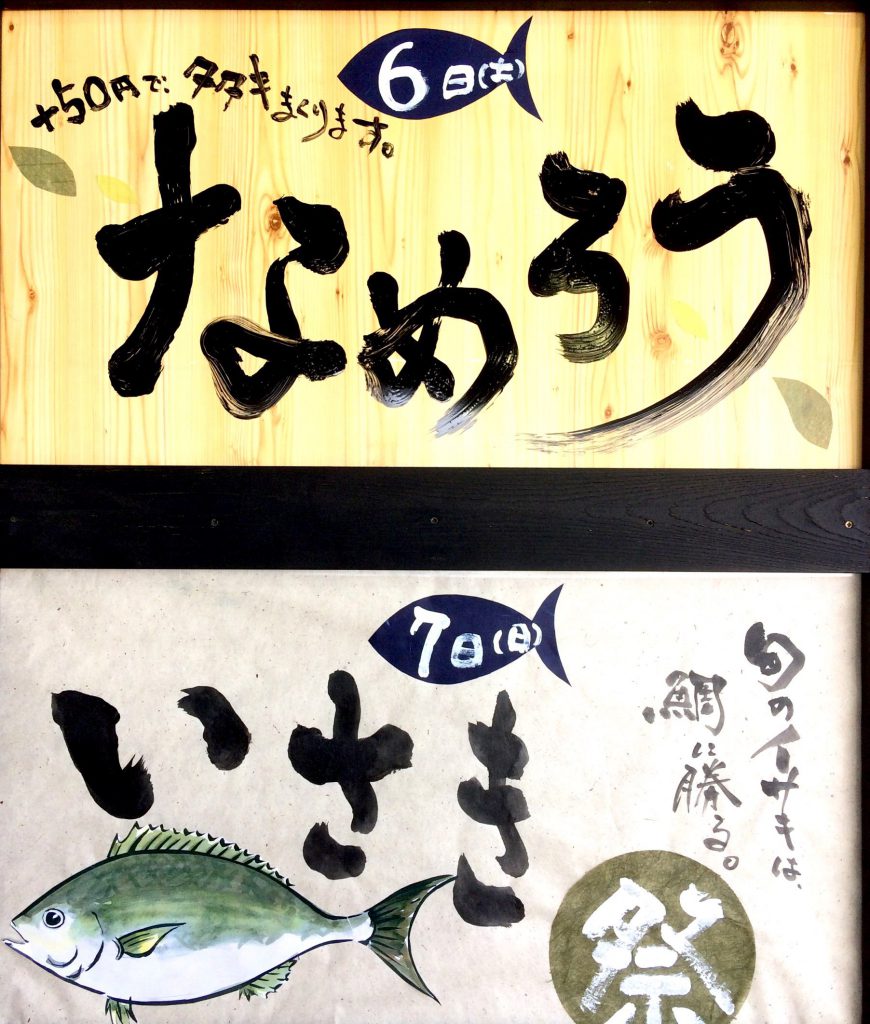 6日(土)
+50円で、タタキまくります。
なめろう
7日(日)
いさき
旬のイサキは、
鯛に勝る。
祭